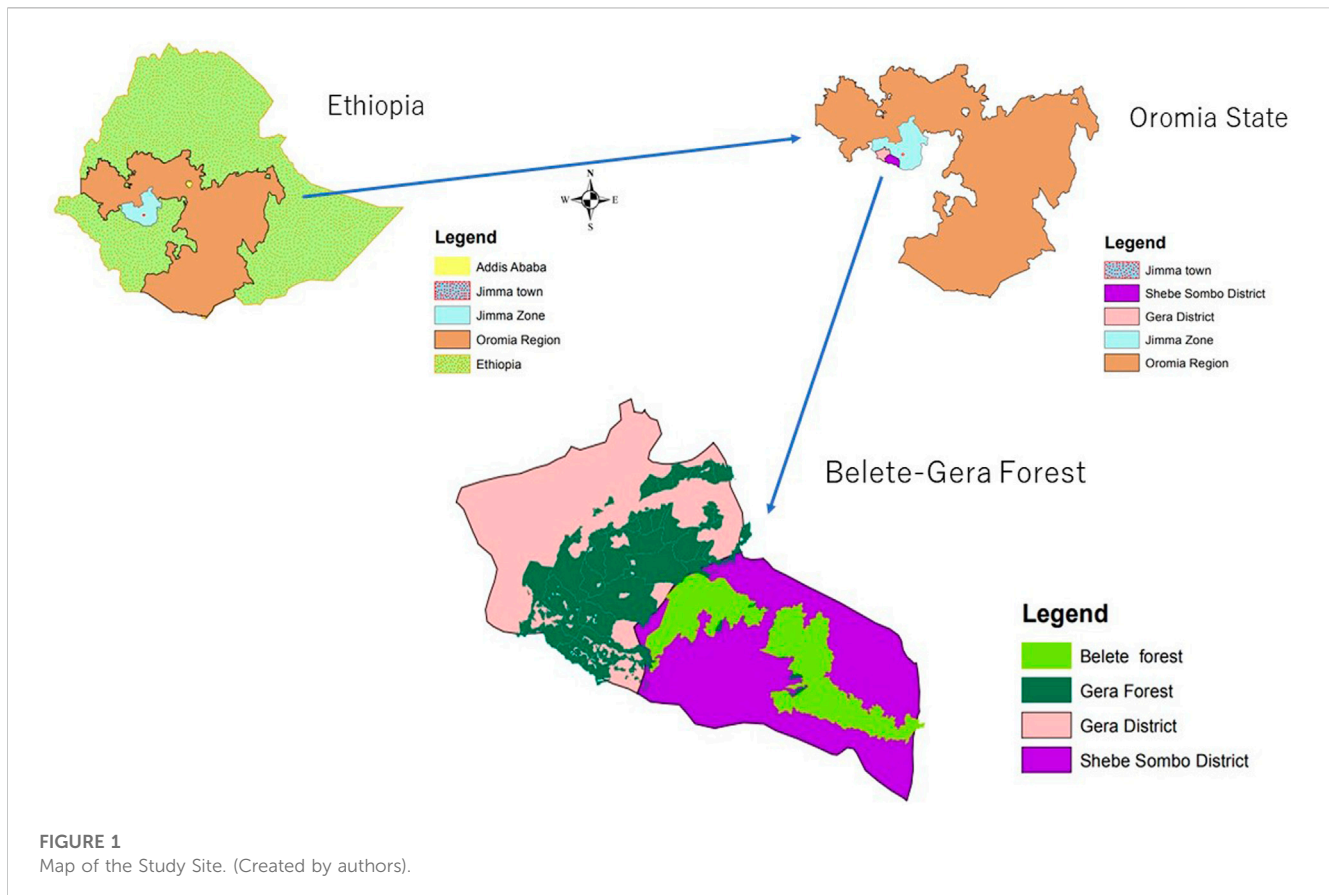 Ethiopia
Oromia State
N
W E
S
Legend
Addis Ababa
Jimma town
Jimma Zone
Oromia Region
Ethiopia
Legend
Jimma town
Shebe Sombo District
Gera District
Jimma Zone
Oromia Region
Belete-Gera Forest
Legend
Belete forest
Gera Forest
Gera District
Shebe Sombo District
FIGURE 1
Map of the Study Site. (Created by authors).